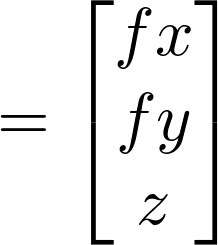 = [fx
fy
z]